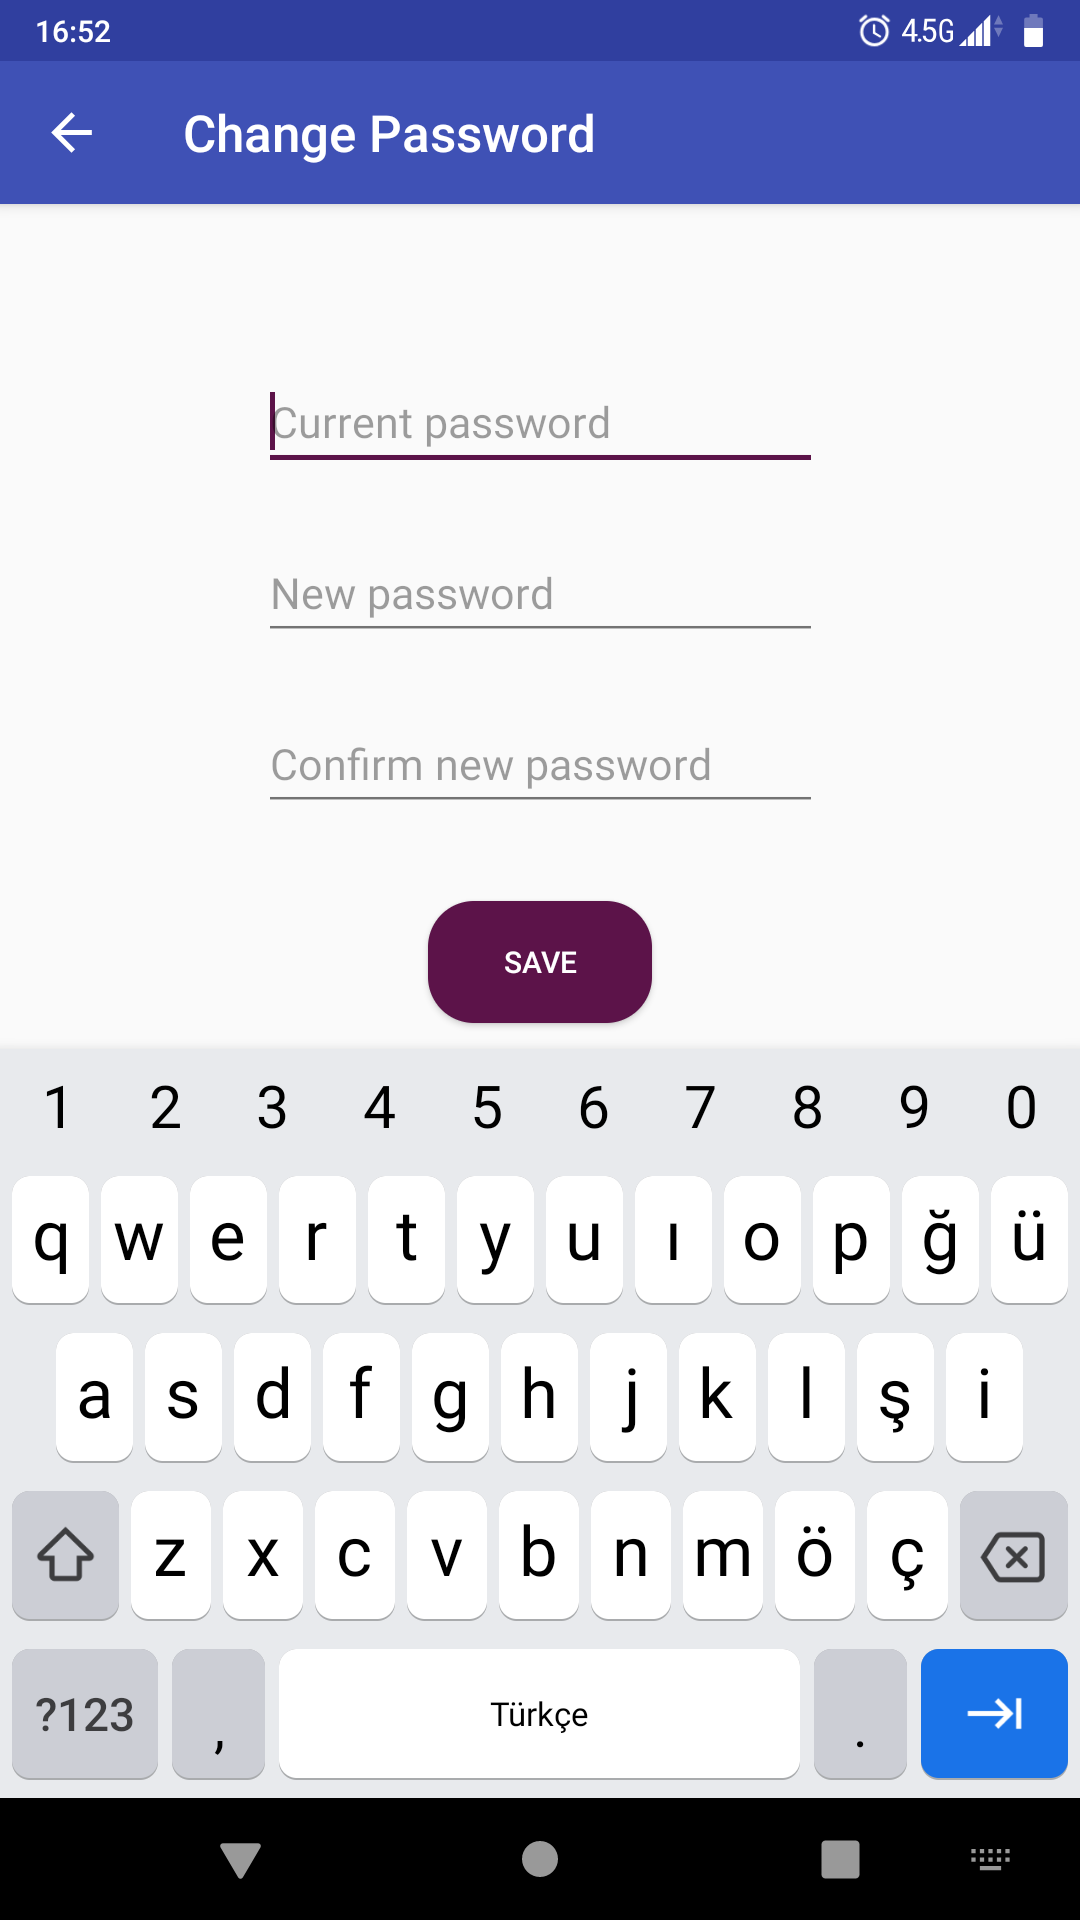 16:52 4.5G
Change Password
Current password
New password
Confirm new password
SAVE
1 2 3 4 5 6 7 8 9 0
q w e r t y u ı o p ğ ü
a s d f g h j k l ş i
z x c v b n m ö ç
?123 , Türkçe .